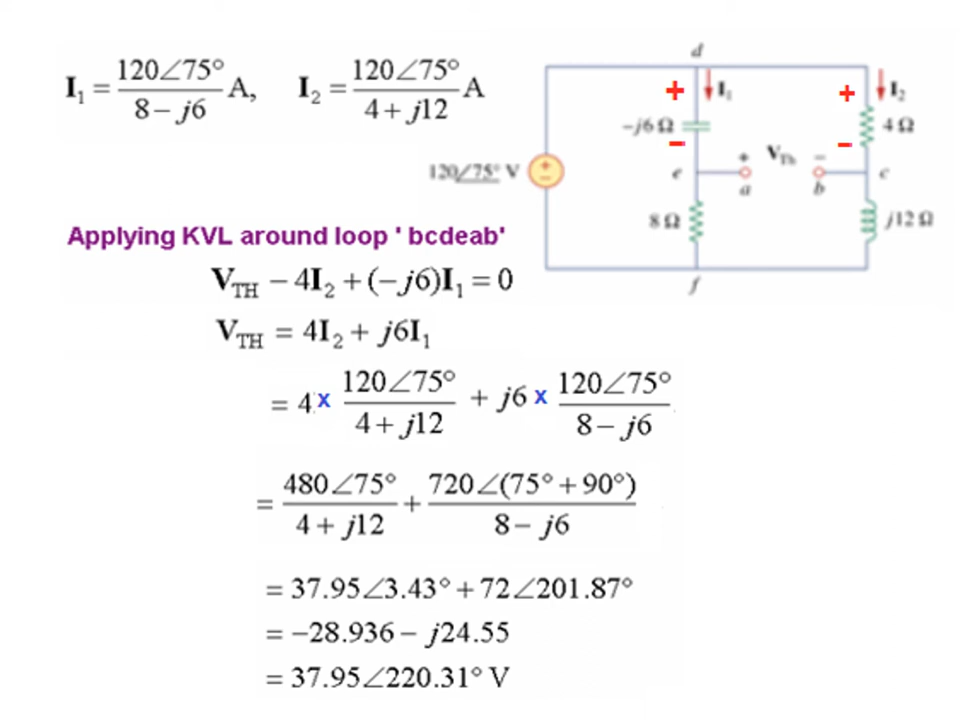 I₁ = 120∠75° / (8 − j6) A, I₂ = 120∠75° / (4 + j12) A
d
+ I₁ + I₂
−j6 Ω 4 Ω
− −
120∠75° V e + V_Th − c
a b
8 Ω j12 Ω
f
Applying KVL around loop ' bcdeab'
V_TH − 4I₂ + (−j6)I₁ = 0
V_TH = 4I₂ + j6I₁
= 4 x 120∠75° / (4 + j12) + j6 x 120∠75° / (8 − j6)
= 480∠75° / (4 + j12) + 720∠(75° + 90°) / (8 − j6)
= 37.95∠3.43° + 72∠201.87°
= −28.936 − j24.55
= 37.95∠220.31° V